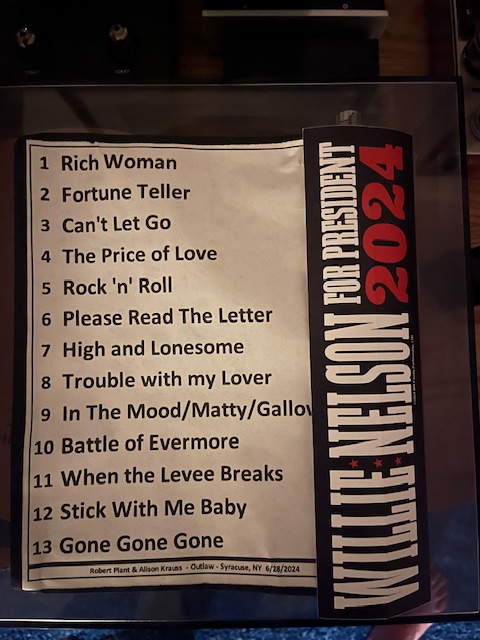 1 Rich Woman
2 Fortune Teller
3 Can't Let Go
4 The Price of Love
5 Rock 'n' Roll
6 Please Read The Letter
7 High and Lonesome
8 Trouble with my Lover
9 In The Mood/Matty/Gallo
10 Battle of Evermore
11 When the Levee Breaks
12 Stick With Me Baby
13 Gone Gone Gone
Robert Plant & Alison Krauss - Outlaw - Syracuse, NY 6/28/2024
WILLIE NELSON
FOR PRESIDENT
2024